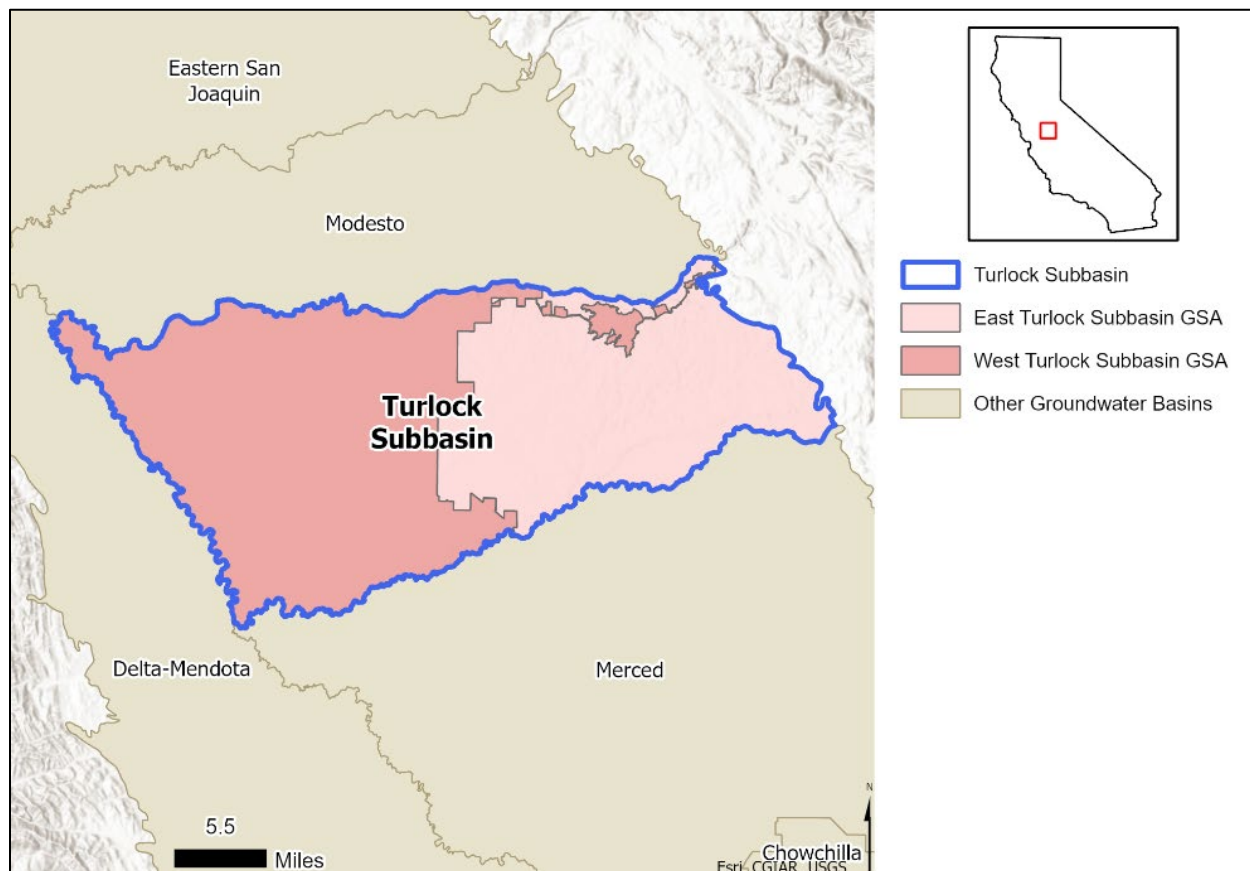 Eastern San
Joaquin
Modesto
Turlock
Subbasin
Delta-Mendota
Merced
5.5
Miles
N
Chowchilla
Esri, CGIAR, USGS
Turlock Subbasin
East Turlock Subbasin GSA
West Turlock Subbasin GSA
Other Groundwater Basins